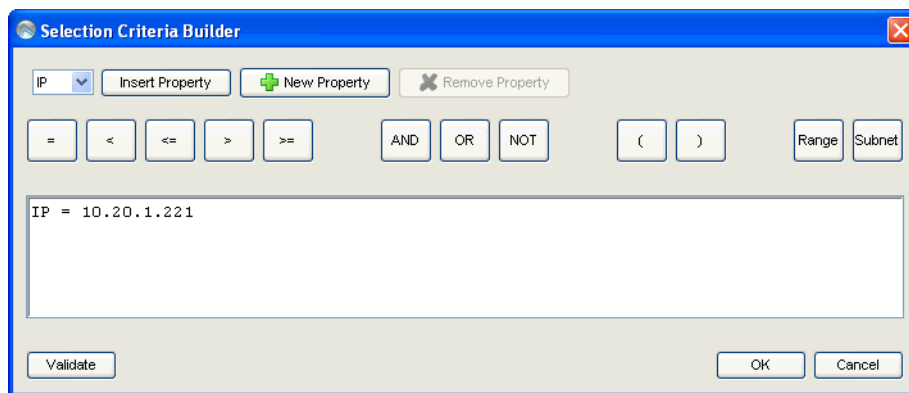 Selection Criteria Builder
IP Insert Property New Property Remove Property
= < <= > >= AND OR NOT ( ) Range Subnet
IP = 10.20.1.221
Validate OK Cancel